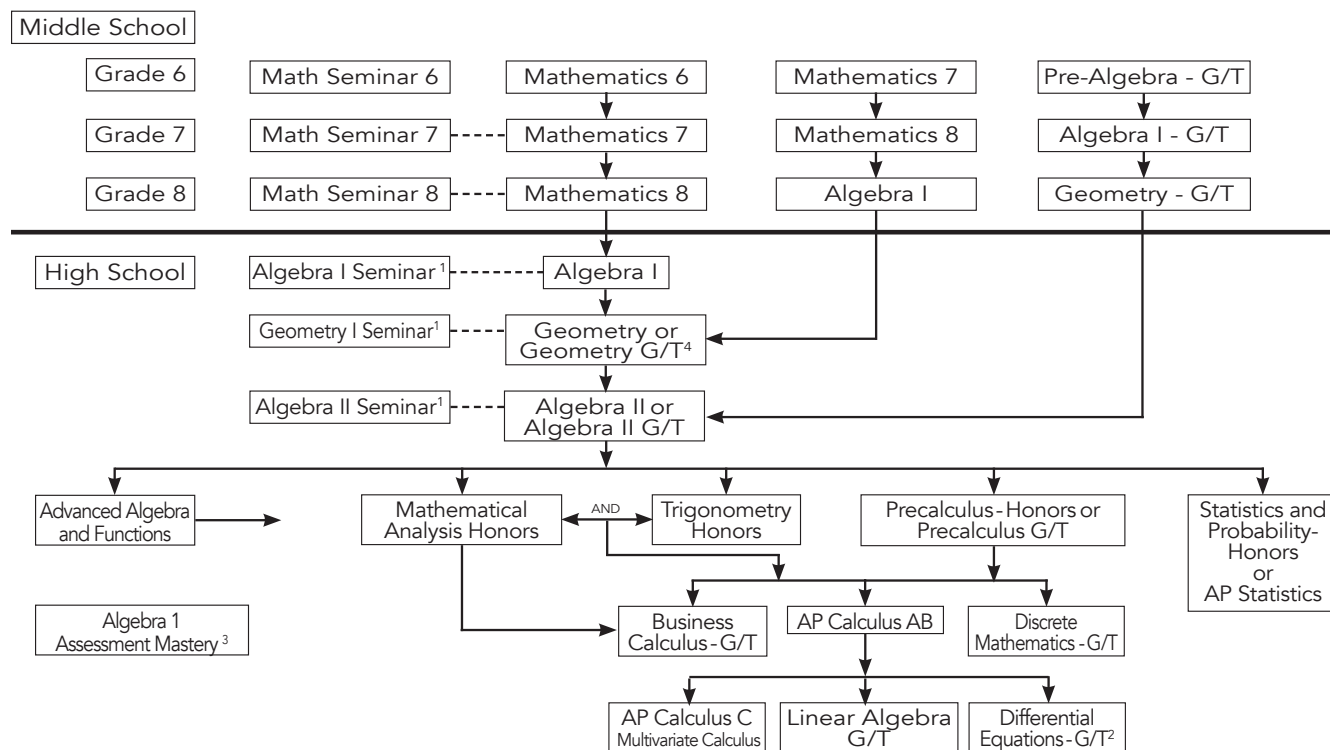 Middle School
Grade 6
Math Seminar 6
Mathematics 6
Mathematics 7
Pre-Algebra - G/T
Grade 7
Math Seminar 7
Mathematics 7
Mathematics 8
Algebra I - G/T
Grade 8
Math Seminar 8
Mathematics 8
Algebra I
Geometry - G/T
High School
Algebra I Seminar ¹
Algebra I
Geometry I Seminar¹
Geometry or
Geometry G/T⁴
Algebra II Seminar¹
Algebra II or
Algebra II G/T
Advanced Algebra
and Functions
Mathematical
Analysis Honors
AND
Trigonometry
Honors
Precalculus - Honors or
Precalculus G/T
Statistics and
Probability-
Honors
or
AP Statistics
Algebra 1
Assessment Mastery ³
Business
Calculus - G/T
AP Calculus AB
Discrete
Mathematics - G/T
AP Calculus C
Multivariate Calculus
Linear Algebra
G/T
Differential
Equations - G/T²